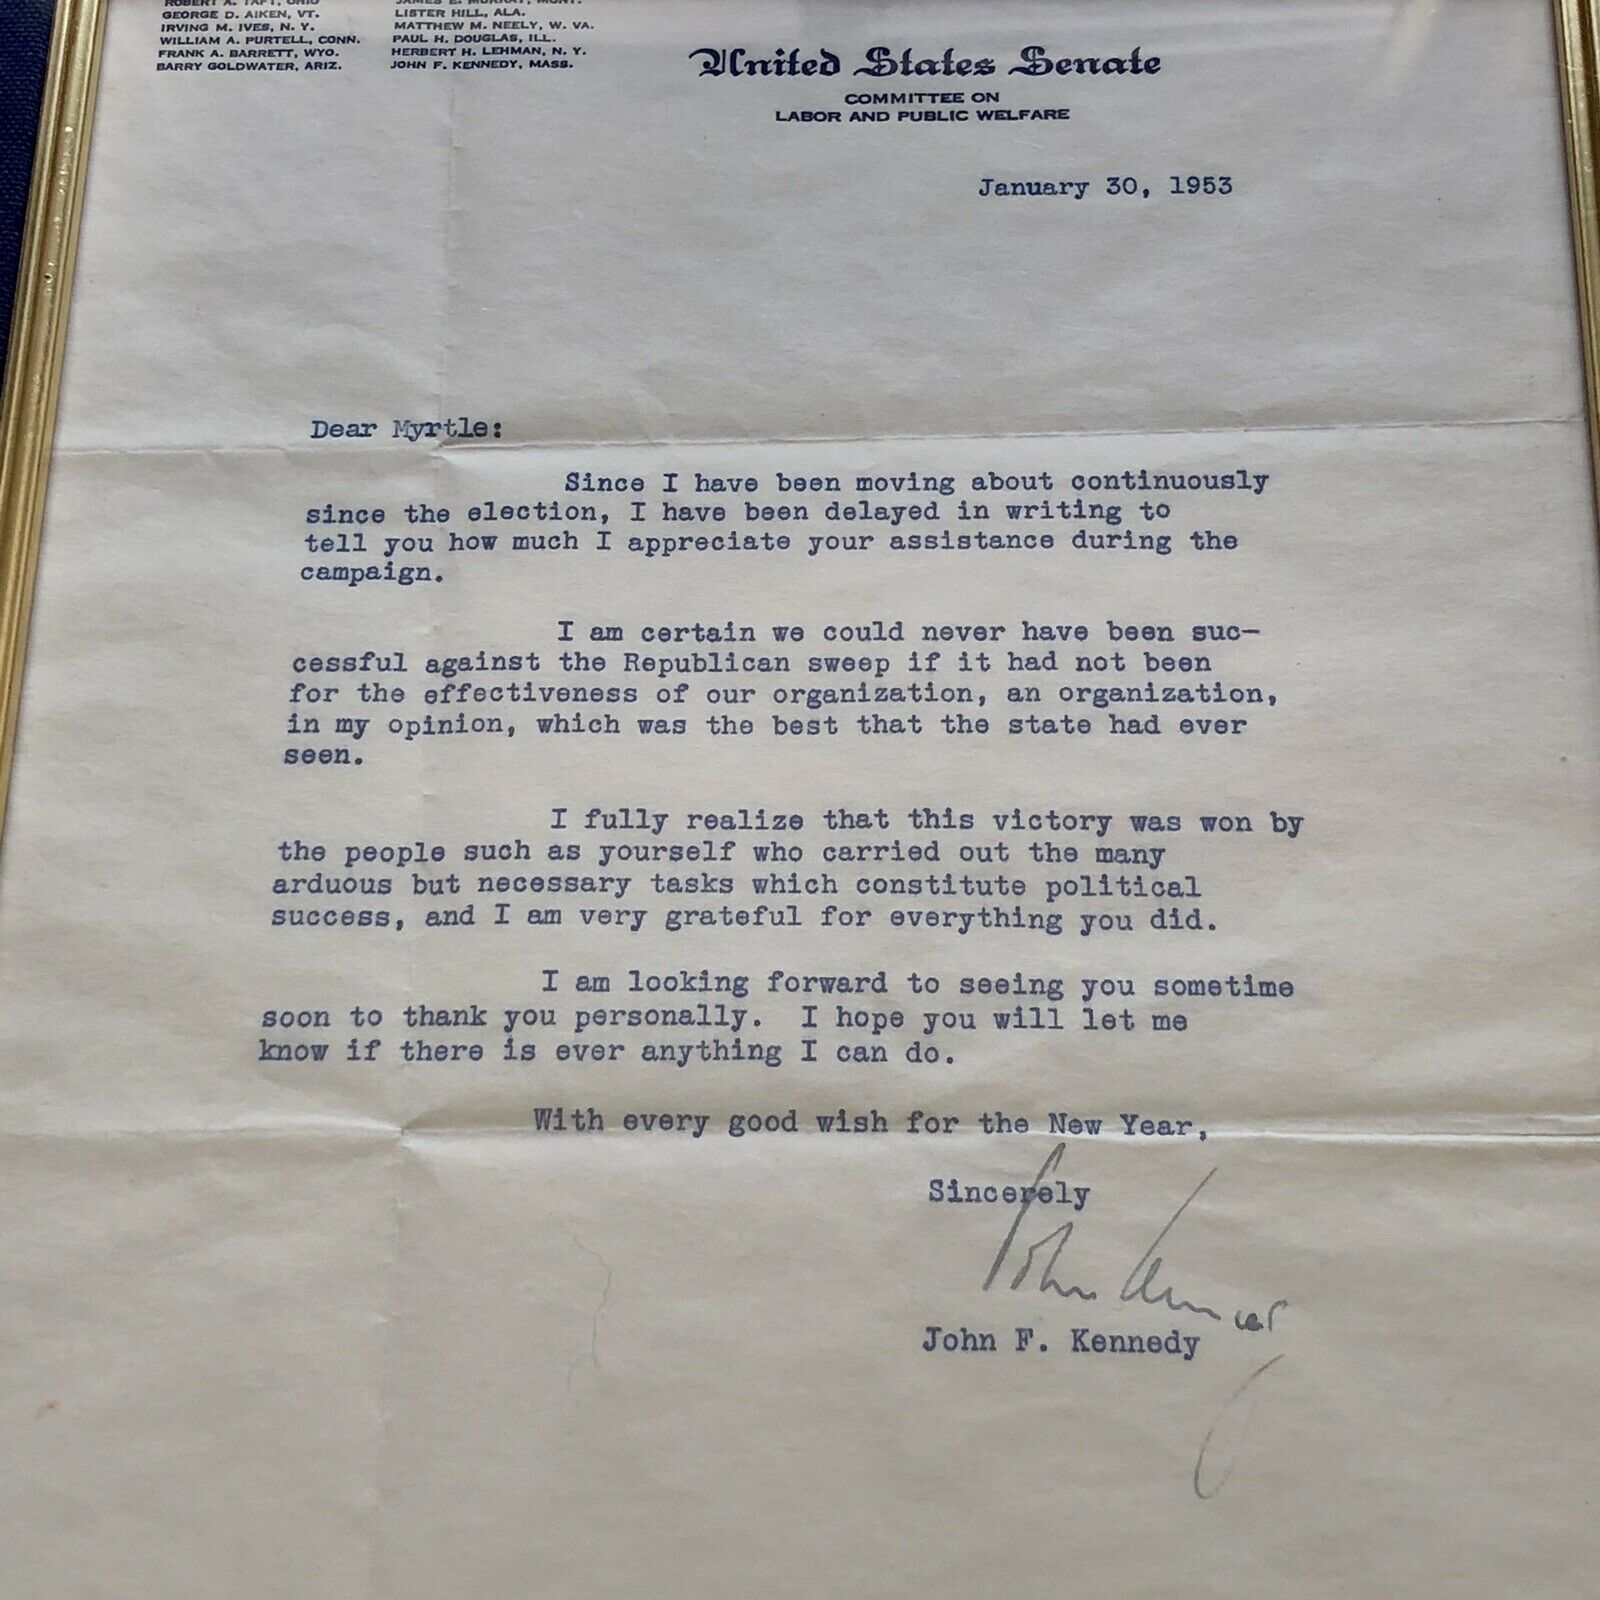 ROBERT A. TAFT, OHIO
GEORGE D. AIKEN, VT.
IRVING M. IVES, N. Y.
WILLIAM A. PURTELL, CONN.
FRANK A. BARRETT, WYO.
BARRY GOLDWATER, ARIZ.
JAMES E. MURRAY, MONT.
LISTER HILL, ALA.
MATTHEW M. NEELY, W. VA.
PAUL H. DOUGLAS, ILL.
HERBERT H. LEHMAN, N. Y.
JOHN F. KENNEDY, MASS.
United States Senate
COMMITTEE ON
LABOR AND PUBLIC WELFARE
January 30, 1953
Dear Myrtle:
Since I have been moving about continuously
since the election, I have been delayed in writing to
tell you how much I appreciate your assistance during the
campaign.
I am certain we could never have been suc-
cessful against the Republican sweep if it had not been
for the effectiveness of our organization, an organization,
in my opinion, which was the best that the state had ever
seen.
I fully realize that this victory was won by
the people such as yourself who carried out the many
arduous but necessary tasks which constitute political
success, and I am very grateful for everything you did.
I am looking forward to seeing you sometime
soon to thank you personally. I hope you will let me
know if there is ever anything I can do.
With every good wish for the New Year,
Sincerely
John Kennedy
John F. Kennedy